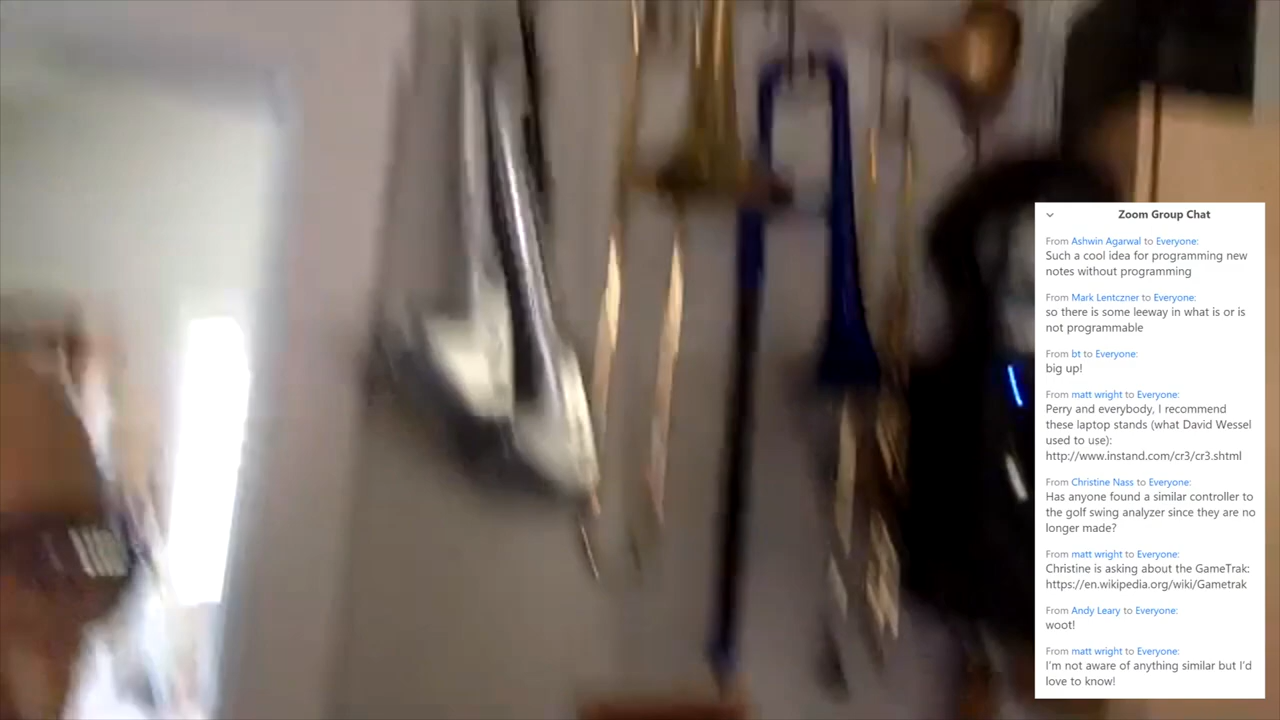 Zoom Group Chat
From Ashwin Agarwal to Everyone:
Such a cool idea for programming new
notes without programming
From Mark Lentczner to Everyone:
so there is some leeway in what is or is
not programmable
From bt to Everyone:
big up!
From matt wright to Everyone:
Perry and everybody, I recommend
these laptop stands (what David Wessel
used to use):
http://www.instand.com/cr3/cr3.shtml
From Christine Nass to Everyone:
Has anyone found a similar controller to
the golf swing analyzer since they are no
longer made?
From matt wright to Everyone:
Christine is asking about the GameTrak:
https://en.wikipedia.org/wiki/Gametrak
From Andy Leary to Everyone:
woot!
From matt wright to Everyone:
I'm not aware of anything similar but I'd
love to know!